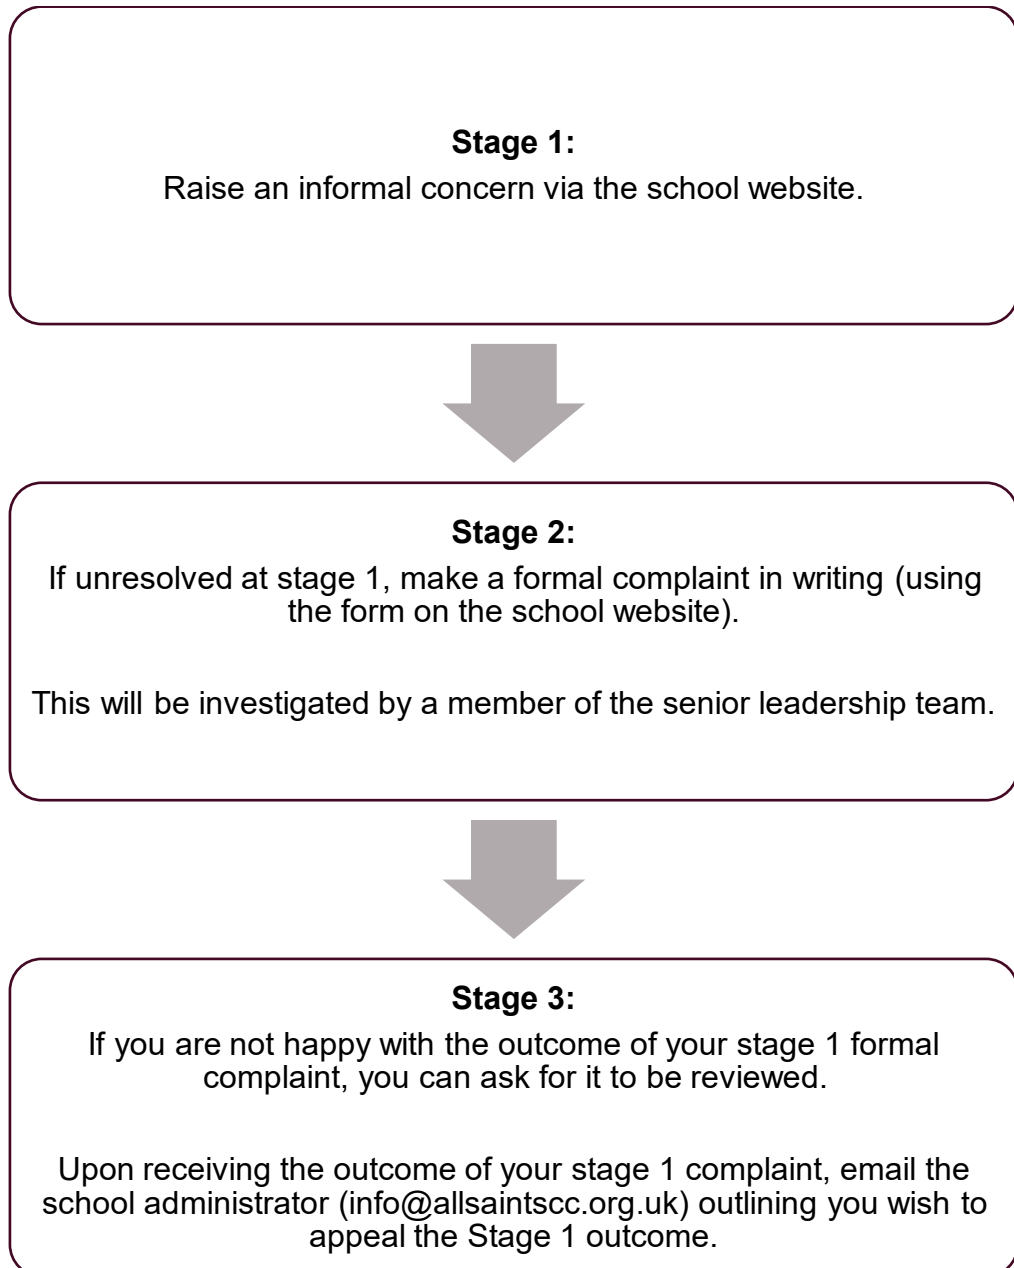 Stage 1:
Raise an informal concern via the school website.
Stage 2:
If unresolved at stage 1, make a formal complaint in writing (using
the form on the school website).
This will be investigated by a member of the senior leadership team.
Stage 3:
If you are not happy with the outcome of your stage 1 formal
complaint, you can ask for it to be reviewed.
Upon receiving the outcome of your stage 1 complaint, email the
school administrator (info@allsaintscc.org.uk) outlining you wish to
appeal the Stage 1 outcome.